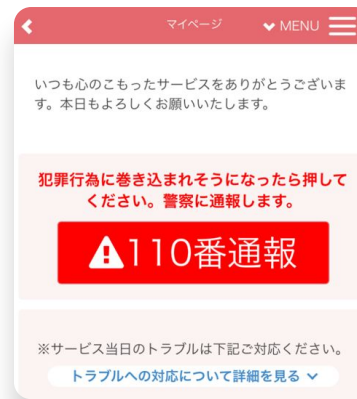 マイページ
MENU
いつも心のこもったサービスをありがとうございま
す。本日もよろしくお願いいたします。
犯罪行為に巻き込まれそうになったら押して
ください。警察に通報します。
110番通報
※サービス当日のトラブルは下記ご対応ください。
トラブルへの対応について詳細を見る